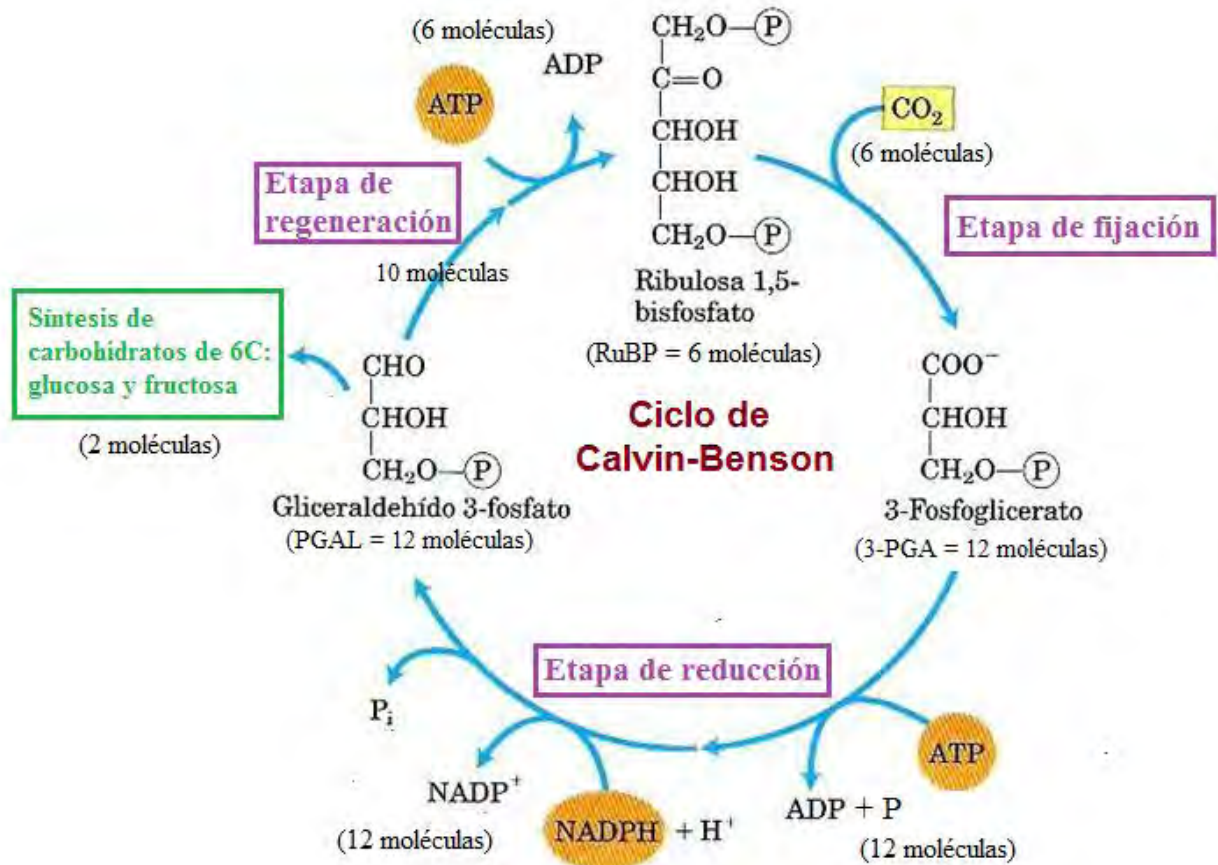 (6 moléculas)
ADP
ATP
CH₂O—Ⓟ
C=O
CHOH
CHOH
CH₂O—Ⓟ
Ribulosa 1,5-
bisfosfato
(RuBP = 6 moléculas)
CO₂
(6 moléculas)
Etapa de
regeneración
Etapa de fijación
10 moléculas
Síntesis de
carbohidratos de 6C:
glucosa y fructosa
(2 moléculas)
CHO
CHOH
CH₂O—Ⓟ
Gliceraldehído 3-fosfato
(PGAL = 12 moléculas)
Ciclo de
Calvin-Benson
COO⁻
CHOH
CH₂O—Ⓟ
3-Fosfoglicerato
(3-PGA = 12 moléculas)
Etapa de reducción
Pᵢ
NADP⁺
(12 moléculas)
NADPH + H⁺
ADP + P
ATP
(12 moléculas)